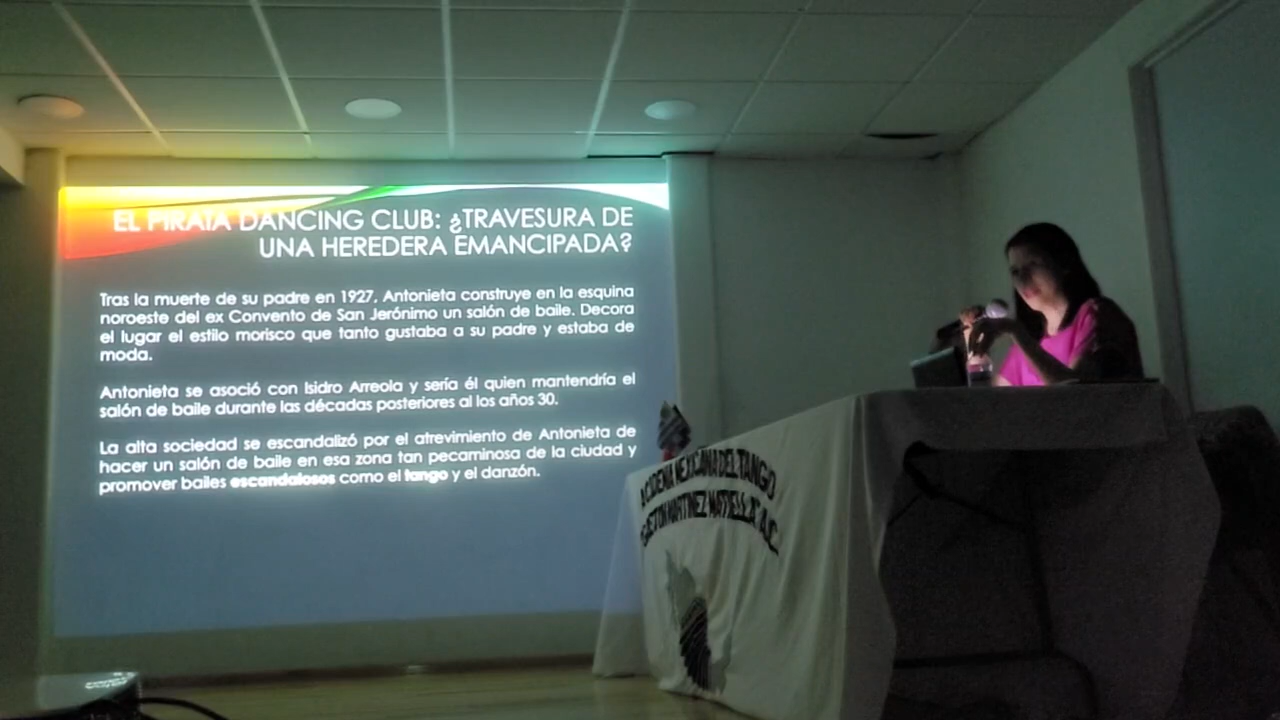 EL PIRATA DANCING CLUB: ¿TRAVESURA DE
UNA HEREDERA EMANCIPADA?
Tras la muerte de su padre en 1927, Antonieta construye en la esquina
noroeste del ex Convento de San Jerónimo un salón de baile. Decora
el lugar el estilo morisco que tanto gustaba a su padre y estaba de
moda.
Antonieta se asoció con Isidro Arreola y sería él quien mantendría el
salón de baile durante las décadas posteriores al los años 30.
La alta sociedad se escandalizó por el atrevimiento de Antonieta de
hacer un salón de baile en esa zona tan pecaminosa de la ciudad y
promover bailes escandalosos como el tango y el danzón.
MEXICANA DEL TANGO
MARTINEZ MATIELLA" A.C.